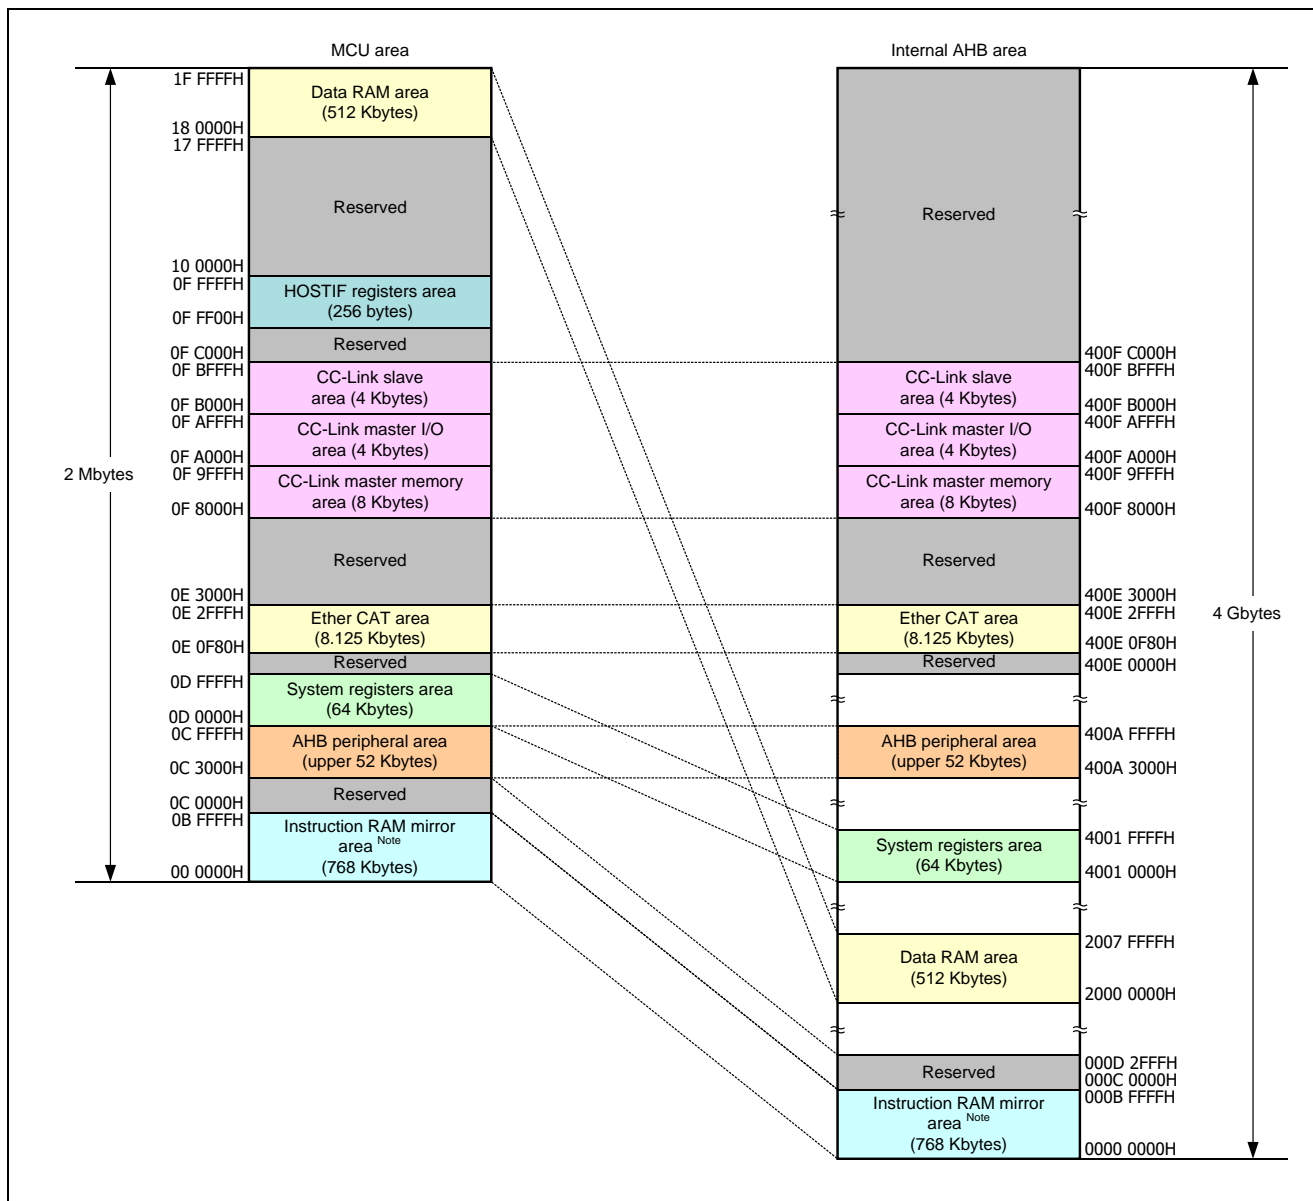 MCU area
Internal AHB area
1F FFFFH
Data RAM area
(512 Kbytes)
18 0000H
17 FFFFH
Reserved
10 0000H
0F FFFFH
HOSTIF registers area
(256 bytes)
0F FF00H
Reserved
0F C000H
0F BFFFH
CC-Link slave
area (4 Kbytes)
0F B000H
0F AFFFH
CC-Link master I/O
area (4 Kbytes)
0F A000H
0F 9FFFH
CC-Link master memory
area (8 Kbytes)
0F 8000H
Reserved
0E 3000H
0E 2FFFH
Ether CAT area
(8.125 Kbytes)
0E 0F80H
Reserved
0D FFFFH
System registers area
(64 Kbytes)
0D 0000H
0C FFFFH
AHB peripheral area
(upper 52 Kbytes)
0C 3000H
Reserved
0C 0000H
0B FFFFH
Instruction RAM mirror
area Note
(768 Kbytes)
00 0000H
2 Mbytes
Reserved
400F C000H
400F BFFFH
CC-Link slave
area (4 Kbytes)
400F B000H
400F AFFFH
CC-Link master I/O
area (4 Kbytes)
400F A000H
400F 9FFFH
CC-Link master memory
area (8 Kbytes)
400F 8000H
Reserved
400E 3000H
400E 2FFFH
Ether CAT area
(8.125 Kbytes)
400E 0F80H
Reserved
400E 0000H
400A FFFFH
AHB peripheral area
(upper 52 Kbytes)
400A 3000H
4001 FFFFH
System registers area
(64 Kbytes)
4001 0000H
2007 FFFFH
Data RAM area
(512 Kbytes)
2000 0000H
000D 2FFFH
Reserved
000C 0000H
000B FFFFH
Instruction RAM mirror
area Note
(768 Kbytes)
0000 0000H
4 Gbytes